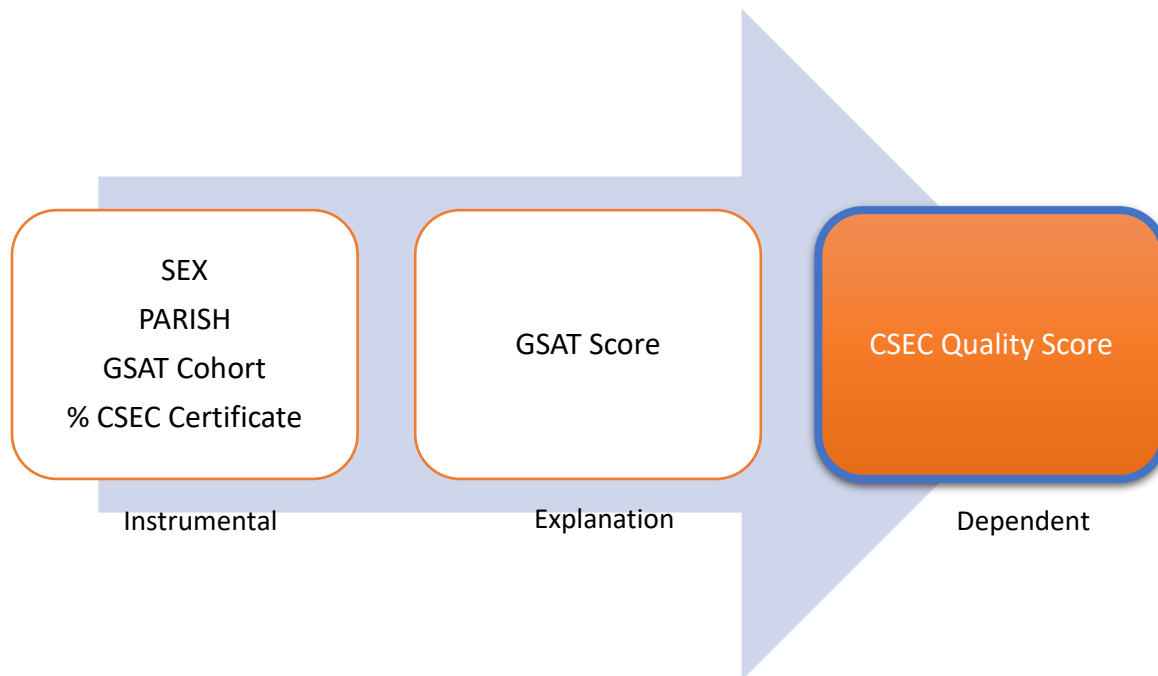 SEX
PARISH
GSAT Cohort
% CSEC Certificate
Instrumental
GSAT Score
Explanation
CSEC Quality Score
Dependent